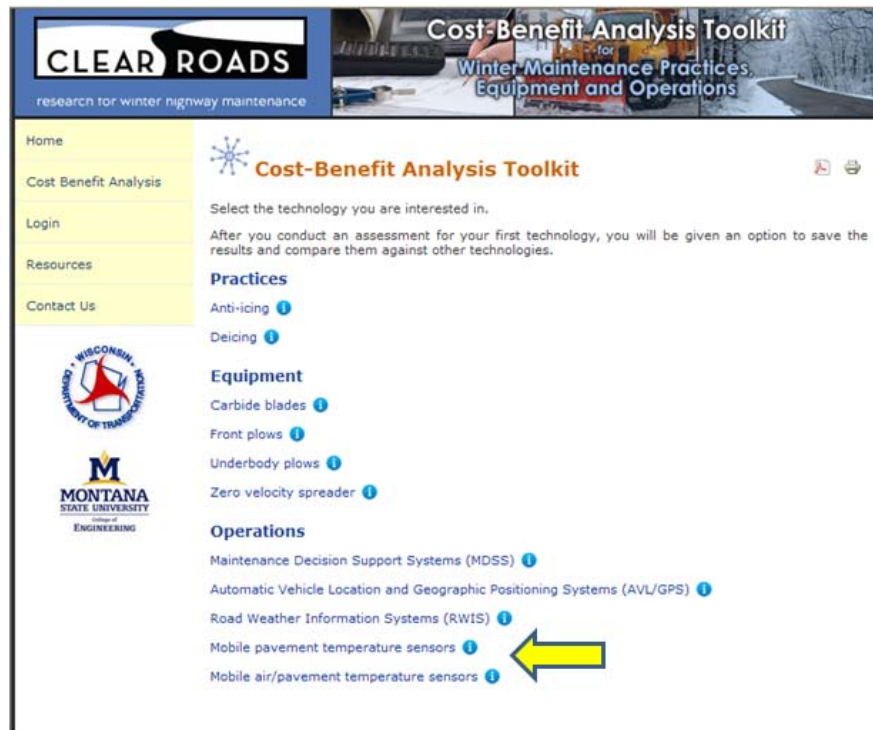 CLEAR ROADS
research for winter highway maintenance
Cost-Benefit Analysis Toolkit
for
Winter Maintenance Practices,
Equipment and Operations
Home
Cost Benefit Analysis
Login
Resources
Contact Us
WISCONSIN
DEPARTMENT OF TRANSPORTATION
M
MONTANA
STATE UNIVERSITY
College of
ENGINEERING
Cost-Benefit Analysis Toolkit
Select the technology you are interested in.
After you conduct an assessment for your first technology, you will be given an option to save the
results and compare them against other technologies.
Practices
Anti-icing
Deicing
Equipment
Carbide blades
Front plows
Underbody plows
Zero velocity spreader
Operations
Maintenance Decision Support Systems (MDSS)
Automatic Vehicle Location and Geographic Positioning Systems (AVL/GPS)
Road Weather Information Systems (RWIS)
Mobile pavement temperature sensors
Mobile air/pavement temperature sensors